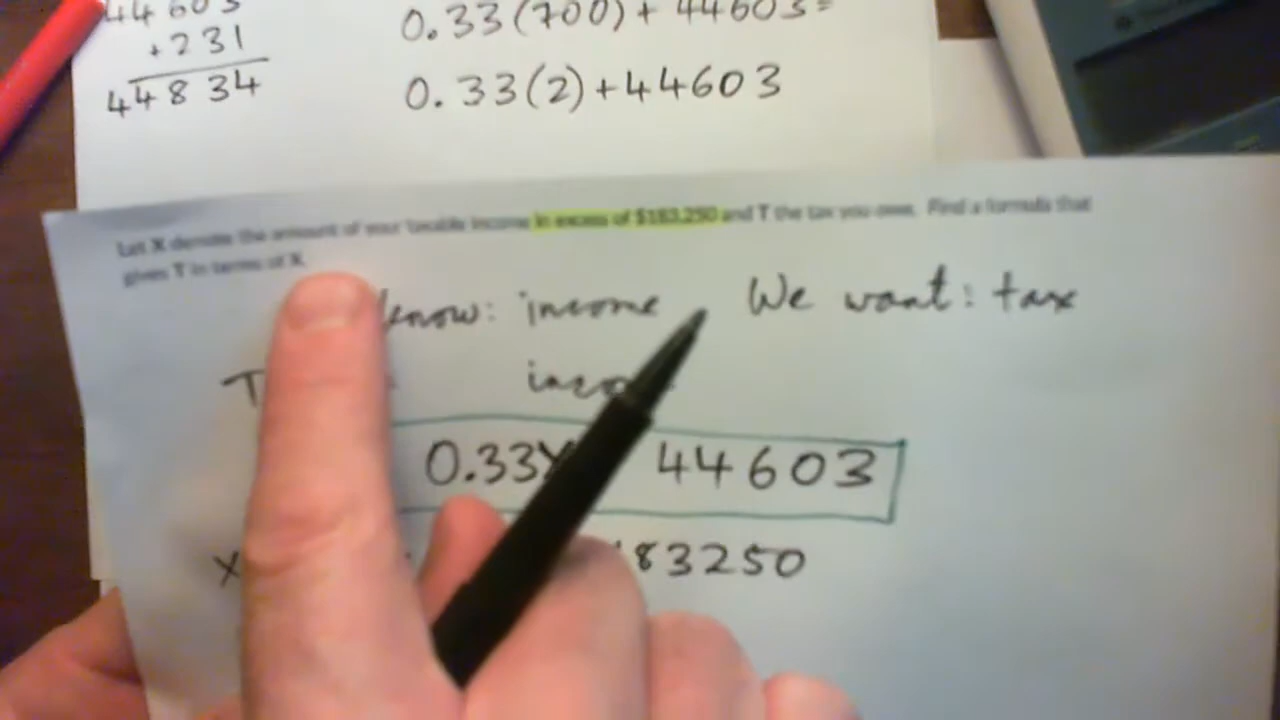 44603
0.33(700) + 44603 =
+231
44834
0.33(2) + 44603
Let X denote the amount of your taxable income in excess of $183,250 and T the tax you owe. Find a formula that
gives T in terms of X.
know: income
We want: tax
T
0.33X
44603
X
183250